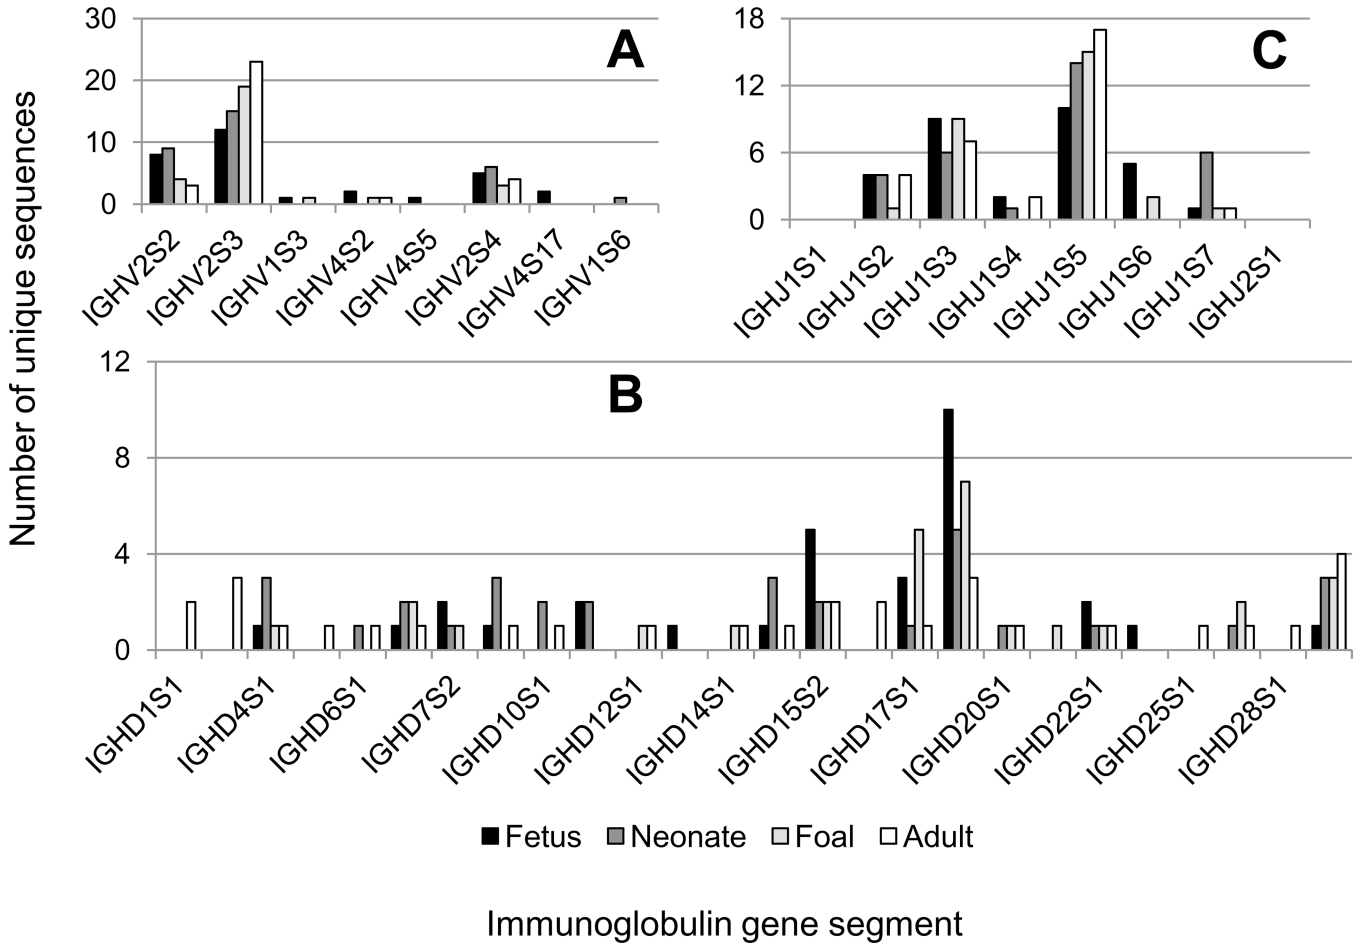 Number of unique sequences
A
30
20
10
0
IGHV2S2
IGHV2S3
IGHV1S3
IGHV4S2
IGHV4S5
IGHV2S4
IGHV4S17
IGHV1S6
C
18
12
6
0
IGHJ1S1
IGHJ1S2
IGHJ1S3
IGHJ1S4
IGHJ1S5
IGHJ1S6
IGHJ1S7
IGHJ2S1
B
12
8
4
0
IGHD1S1
IGHD4S1
IGHD6S1
IGHD7S2
IGHD10S1
IGHD12S1
IGHD14S1
IGHD15S2
IGHD17S1
IGHD20S1
IGHD22S1
IGHD25S1
IGHD28S1
Fetus Neonate Foal Adult
Immunoglobulin gene segment